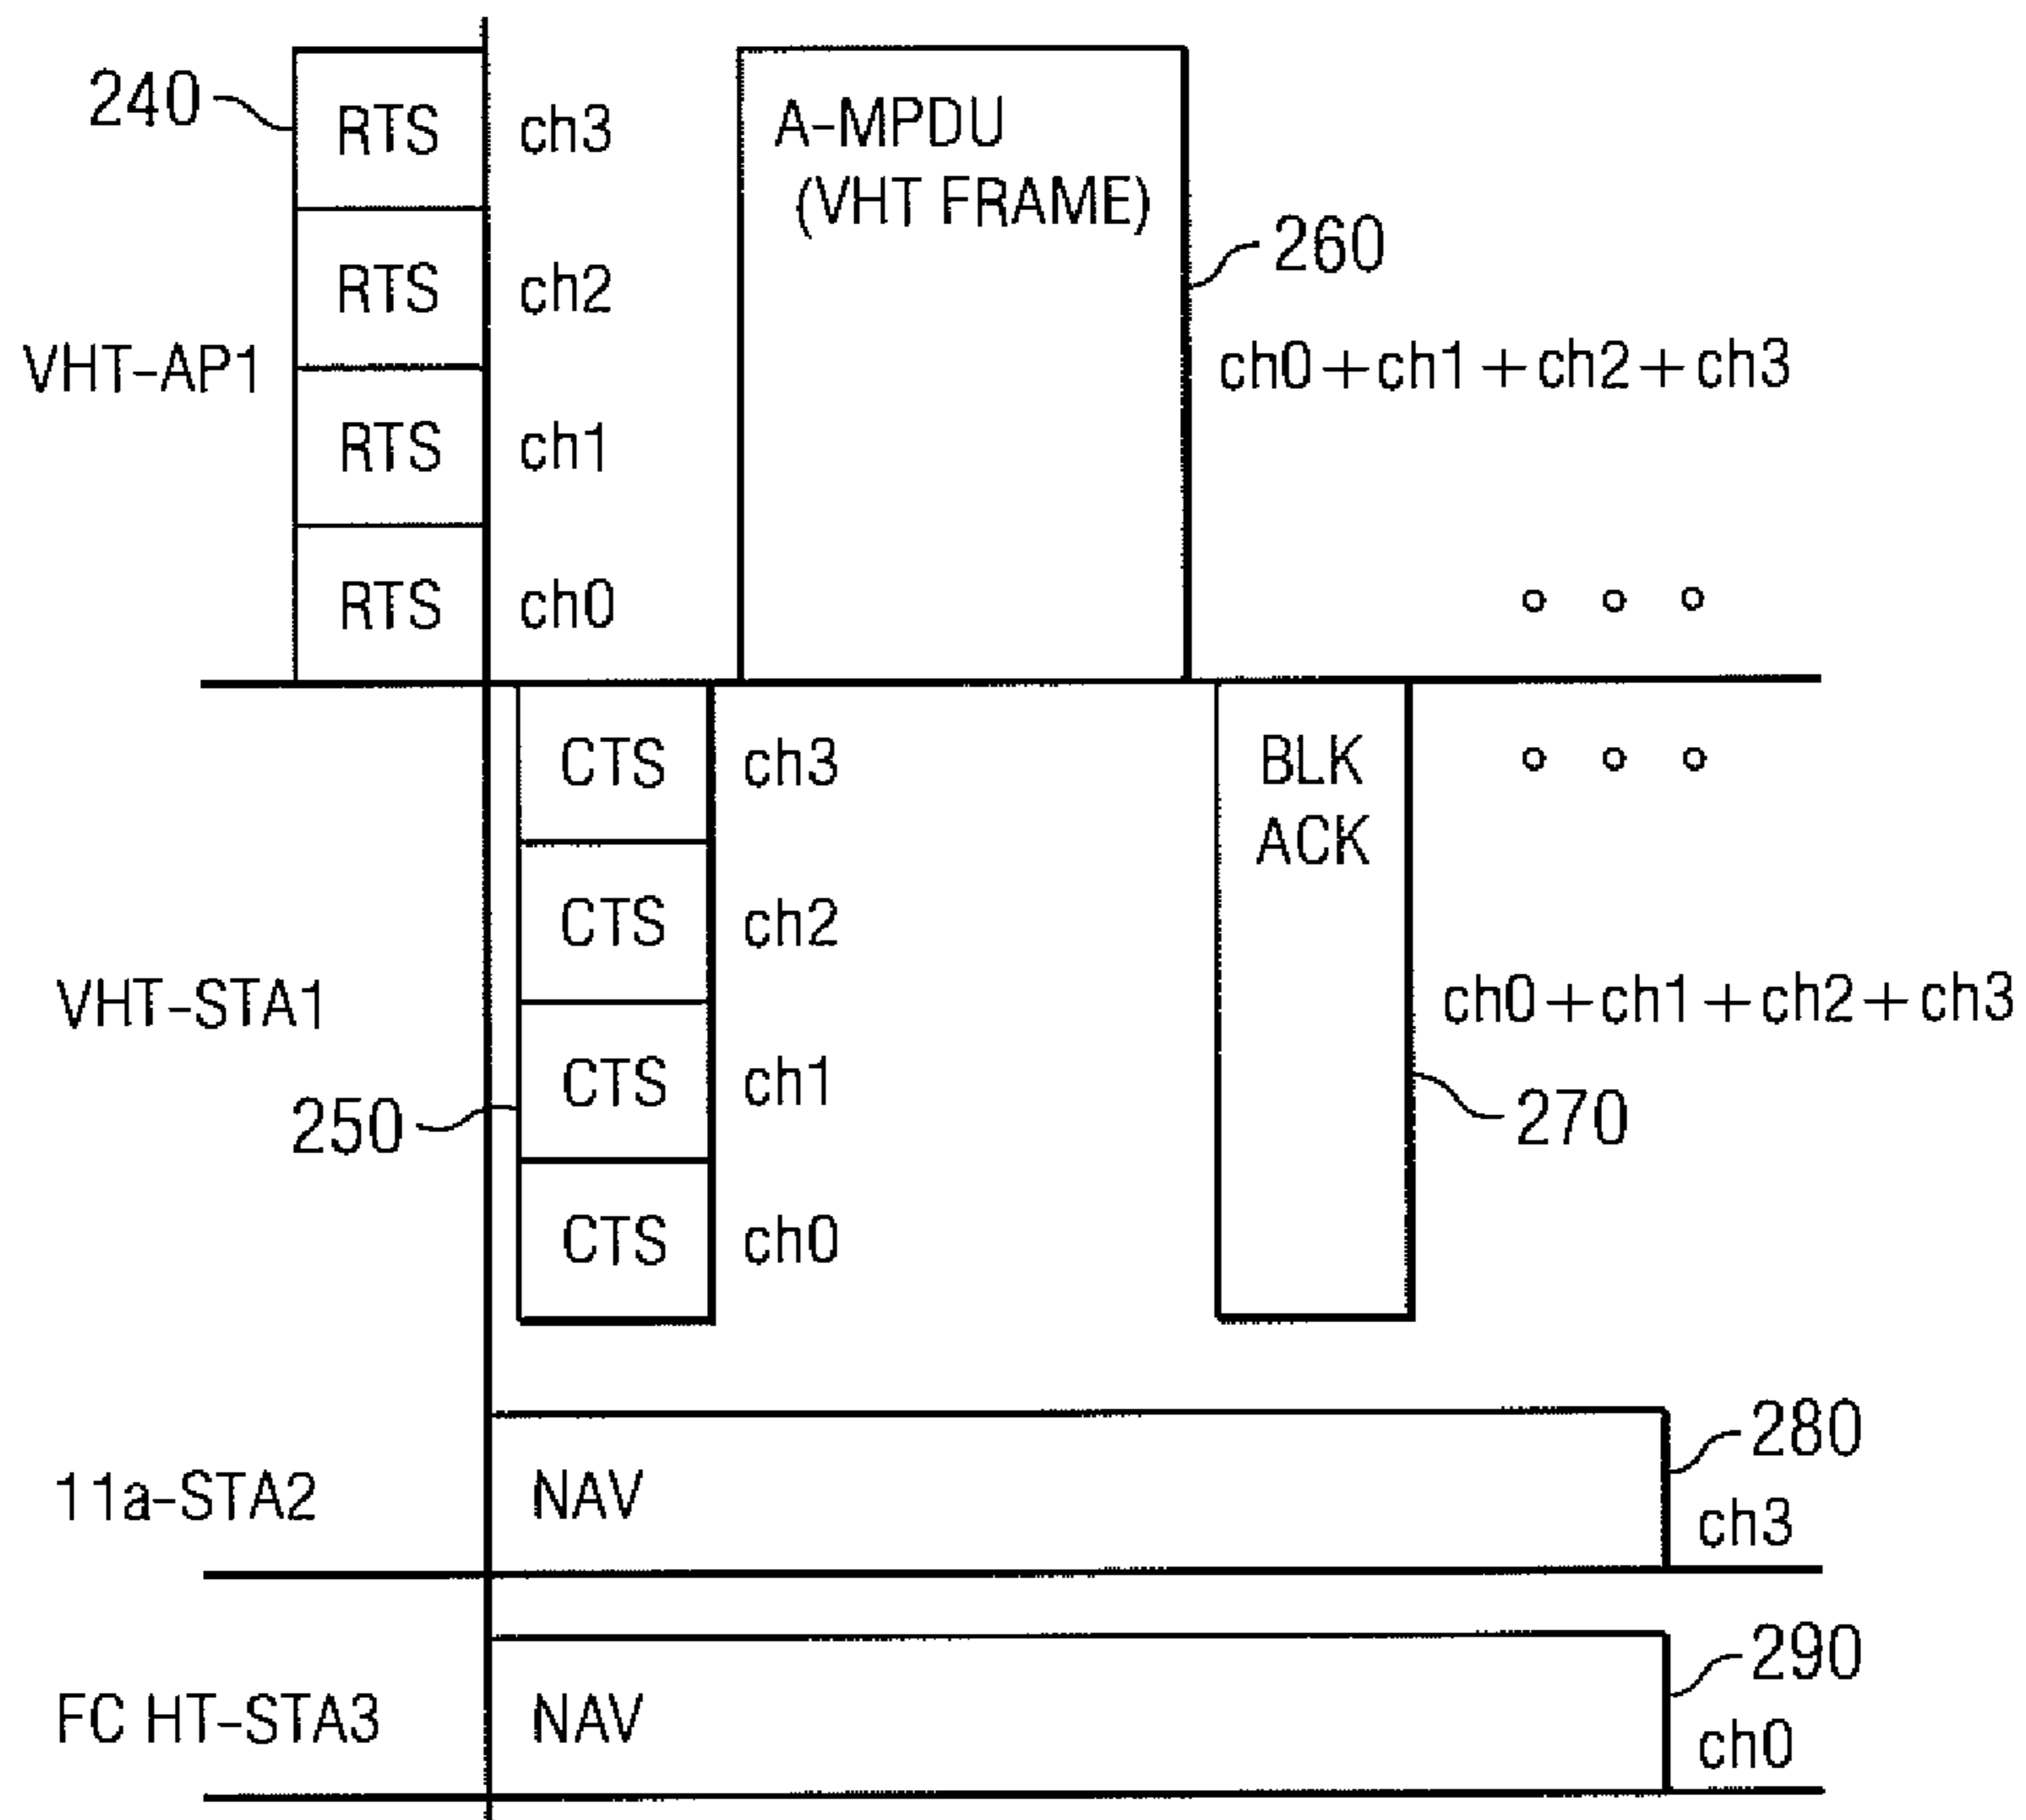 240
RTS ch3
RTS ch2
VHT-AP1
RTS ch1
RTS ch0
A-MPDU
(VHT FRAME)
260
ch0+ch1+ch2+ch3
CTS ch3
CTS ch2
VHT-STA1
CTS ch1
250
CTS ch0
BLK
ACK
ch0+ch1+ch2+ch3
270
11a-STA2
NAV
280
ch3
FC HT-STA3
NAV
290
ch0